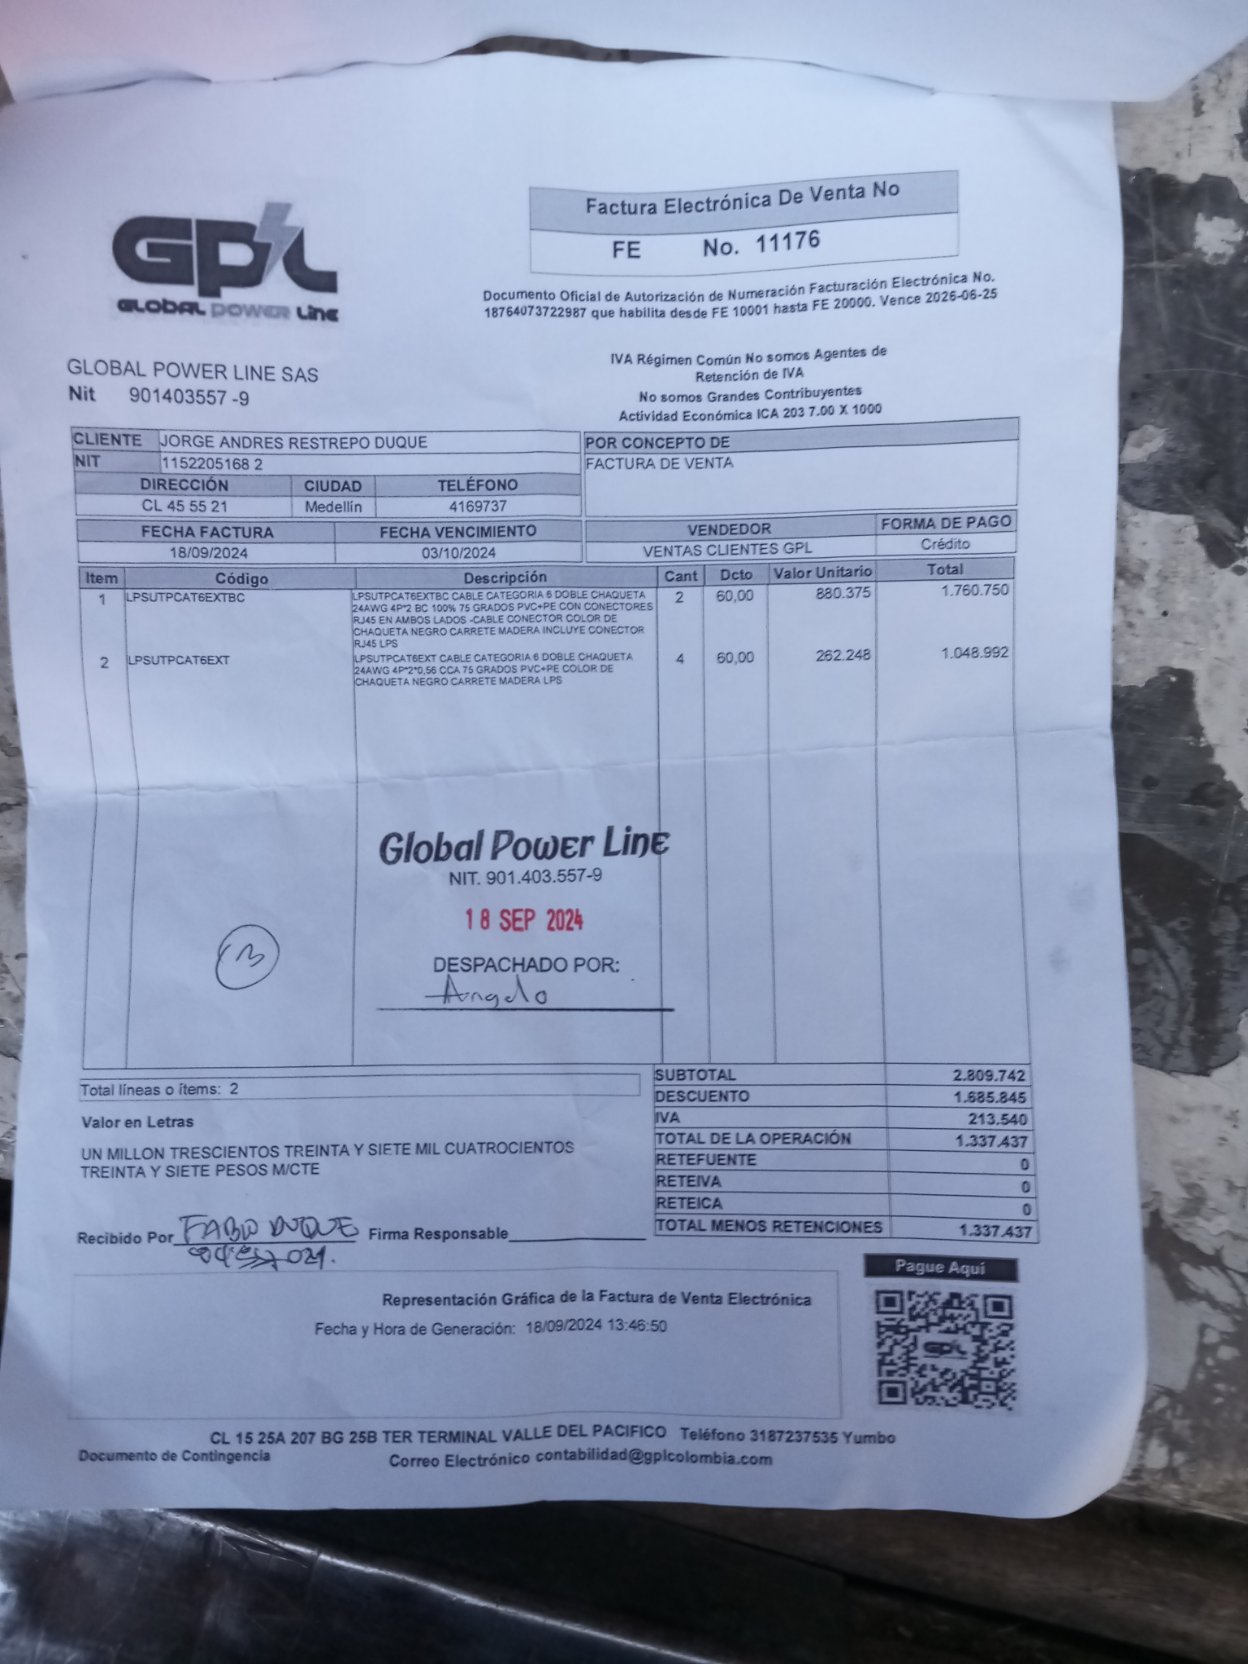 GPL
GLOBAL POWER LINE
Factura Electrónica De Venta No
FE No. 11176
Documento Oficial de Autorización de Numeración Facturación Electrónica No.
18764073722987 que habilita desde FE 10001 hasta FE 20000. Vence 2026-06-25
GLOBAL POWER LINE SAS
Nit 901403557 -9
IVA Régimen Común No somos Agentes de
Retención de IVA
No somos Grandes Contribuyentes
Actividad Económica ICA 203 7.00 X 1000
CLIENTE JORGE ANDRES RESTREPO DUQUE
NIT 1152205168 2
POR CONCEPTO DE
FACTURA DE VENTA
DIRECCIÓN CIUDAD TELÉFONO
CL 45 55 21 Medellín 4169737
FECHA FACTURA FECHA VENCIMIENTO VENDEDOR FORMA DE PAGO
18/09/2024 03/10/2024 VENTAS CLIENTES GPL Crédito
Item Código Descripción Cant Dcto Valor Unitario Total
1 LPSUTPCAT6EXTBC LPSUTPCAT6EXTBC CABLE CATEGORIA 6 DOBLE CHAQUETA 2 60,00 880.375 1.760.750
24AWG 4P*2 BC 100% 75 GRADOS PVC+PE CON CONECTORES
RJ45 EN AMBOS LADOS -CABLE CONECTOR COLOR DE
CHAQUETA NEGRO CARRETE MADERA INCLUYE CONECTOR
RJ45 LPS
2 LPSUTPCAT6EXT LPSUTPCAT6EXT CABLE CATEGORIA 6 DOBLE CHAQUETA 4 60,00 262.248 1.048.992
24AWG 4P*2*0,56 CCA 75 GRADOS PVC+PE COLOR DE
CHAQUETA NEGRO CARRETE MADERA LPS
Global Power Line
NIT. 901.403.557-9
18 SEP 2024
DESPACHADO POR:
Angelo
Total líneas o ítems: 2
SUBTOTAL 2.809.742
DESCUENTO 1.685.845
IVA 213.540
TOTAL DE LA OPERACIÓN 1.337.437
RETEFUENTE 0
RETEIVA 0
RETEICA 0
TOTAL MENOS RETENCIONES 1.337.437
Valor en Letras
UN MILLON TRESCIENTOS TREINTA Y SIETE MIL CUATROCIENTOS
TREINTA Y SIETE PESOS M/CTE
Recibido Por FABIO DUQUE Firma Responsable
Pague Aquí
GPL
Representación Gráfica de la Factura de Venta Electrónica
Fecha y Hora de Generación: 18/09/2024 13:46:50
CL 15 25A 207 BG 25B TER TERMINAL VALLE DEL PACIFICO Teléfono 3187237535 Yumbo
Documento de Contingencia Correo Electrónico contabilidad@gplcolombia.com